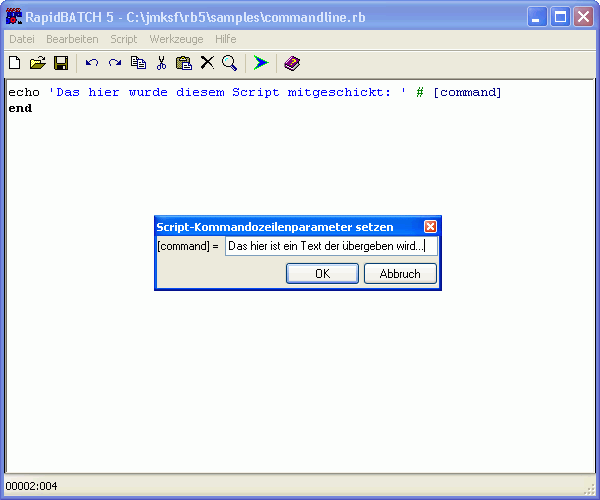 RapidBATCH 5 - C:\jmksf\rb5\samples\commandline.rb
Datei Bearbeiten Script Werkzeuge Hilfe
echo 'Das hier wurde diesem Script mitgeschickt: ' # [command]
end
Script-Kommandozeilenparameter setzen
[command] = Das hier ist ein Text der übergeben wird...
OK Abbruch
00002:004